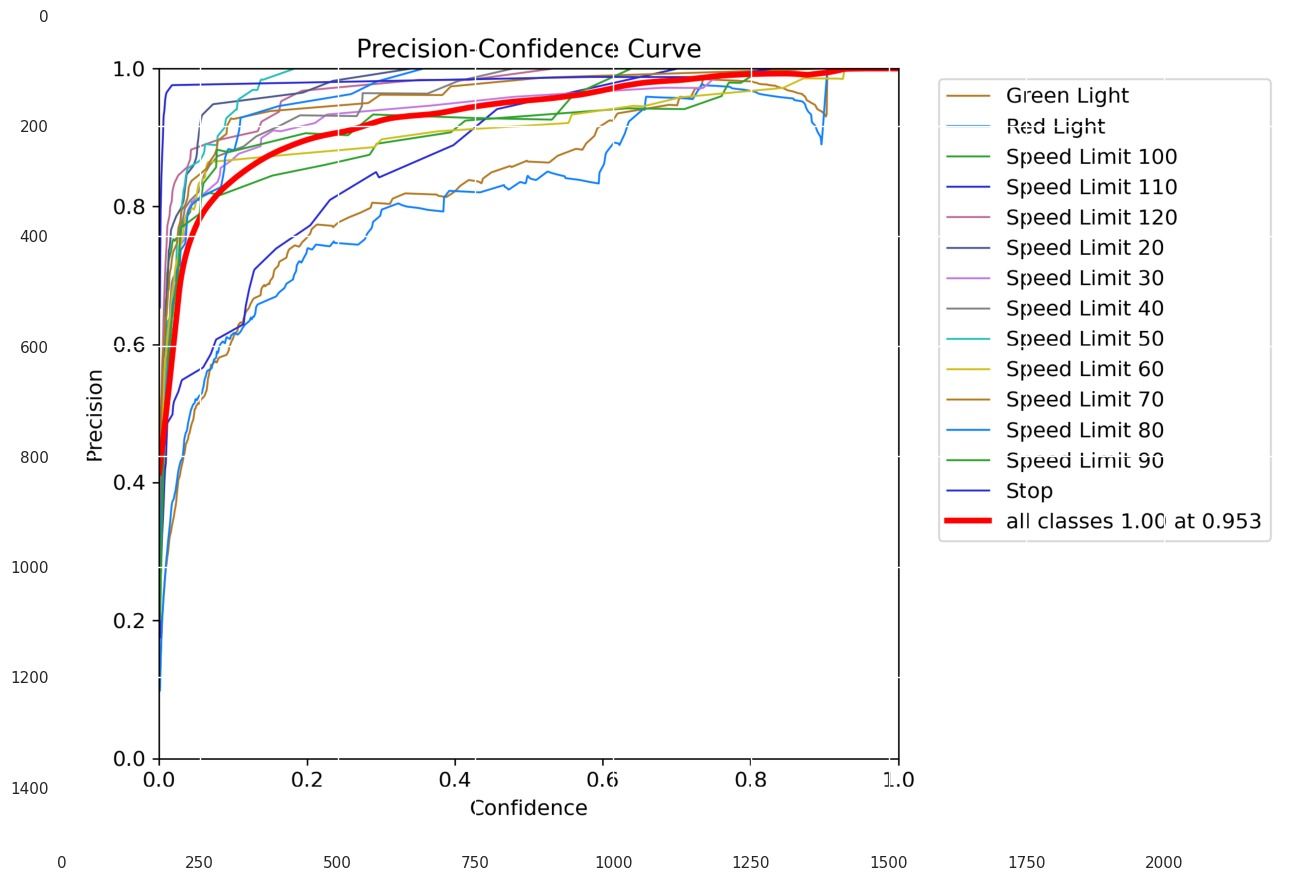 Precision-Confidence Curve
0
200
400
600
800
1000
1200
1400
1.0
0.8
0.6
0.4
0.2
0.0
Precision
0.0 0.2 0.4 0.6 0.8 1.0
Confidence
0 250 500 750 1000 1250 1500 1750 2000
Green Light
Red Light
Speed Limit 100
Speed Limit 110
Speed Limit 120
Speed Limit 20
Speed Limit 30
Speed Limit 40
Speed Limit 50
Speed Limit 60
Speed Limit 70
Speed Limit 80
Speed Limit 90
Stop
all classes 1.00 at 0.953